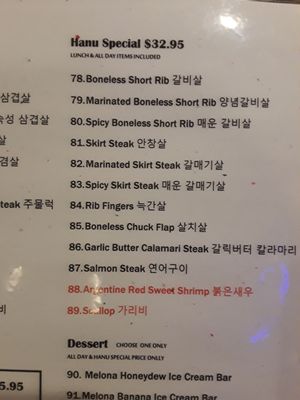 Hanu Special $32.95
LUNCH & ALL DAY ITEMS INCLUDED
78.Boneless Short Rib 갈비살
79.Marinated Boneless Short Rib 양념갈비살
80.Spicy Boneless Short Rib 매운 갈비살
81.Skirt Steak 안창살
82.Marinated Skirt Steak 갈매기살
83.Spicy Skirt Steak 매운 갈매기살
84.Rib Fingers 늑간살
85.Boneless Chuck Flap 살치살
86.Garlic Butter Calamari Steak 갈릭버터 칼라마리
87.Salmon Steak 연어구이
88.Argentine Red Sweet Shrimp 붉은새우
89.Scallop 가리비
Dessert CHOOSE ONE ONLY
ALL DAY & HANU SPECIAL PRICE ONLLY
90. Melona Honeydew Ice Cream Bar
91.Melona Banana Ice Cream Bar
삼겹살
숙성 삼겹살
살
겹살
teak 주물럭
비
5.95